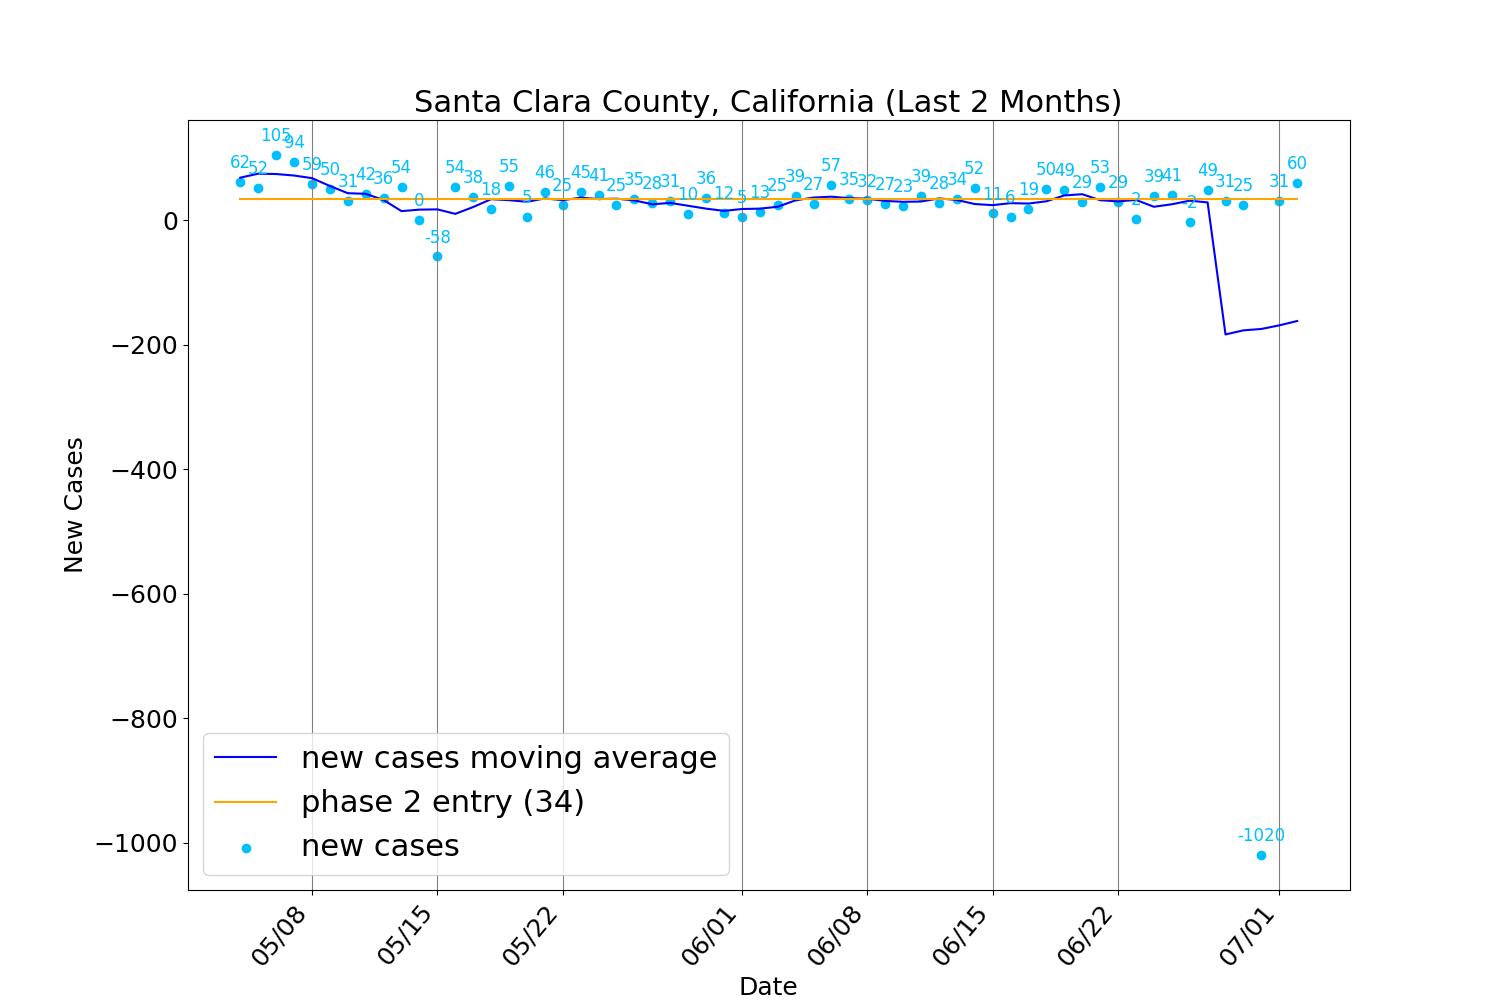 Santa Clara County, California (Last 2 Months)
62 52 105 94 59 50 31 42 36 54 0 -58 54 38 18 55 5 46 25 45 41 25 35 28 31 10 36 12 5 13 25 39 27 57 35 32 27 23 39 28 34 52 11 6 19 50 49 29 53 29 2 39 41 -2 49 31 25 -1020 31 60
0
−200
−400
−600
−800
−1000
New Cases
new cases moving average
phase 2 entry (34)
new cases
05/08 05/15 05/22 06/01 06/08 06/15 06/22 07/01
Date